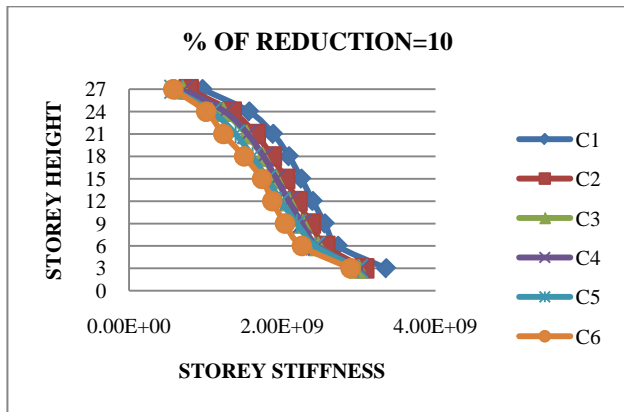 % OF REDUCTION=10
STOREY HEIGHT
27
24
21
18
15
12
9
6
3
0
0.00E+00 2.00E+09 4.00E+09
STOREY STIFFNESS
C1
C2
C3
C4
C5
C6